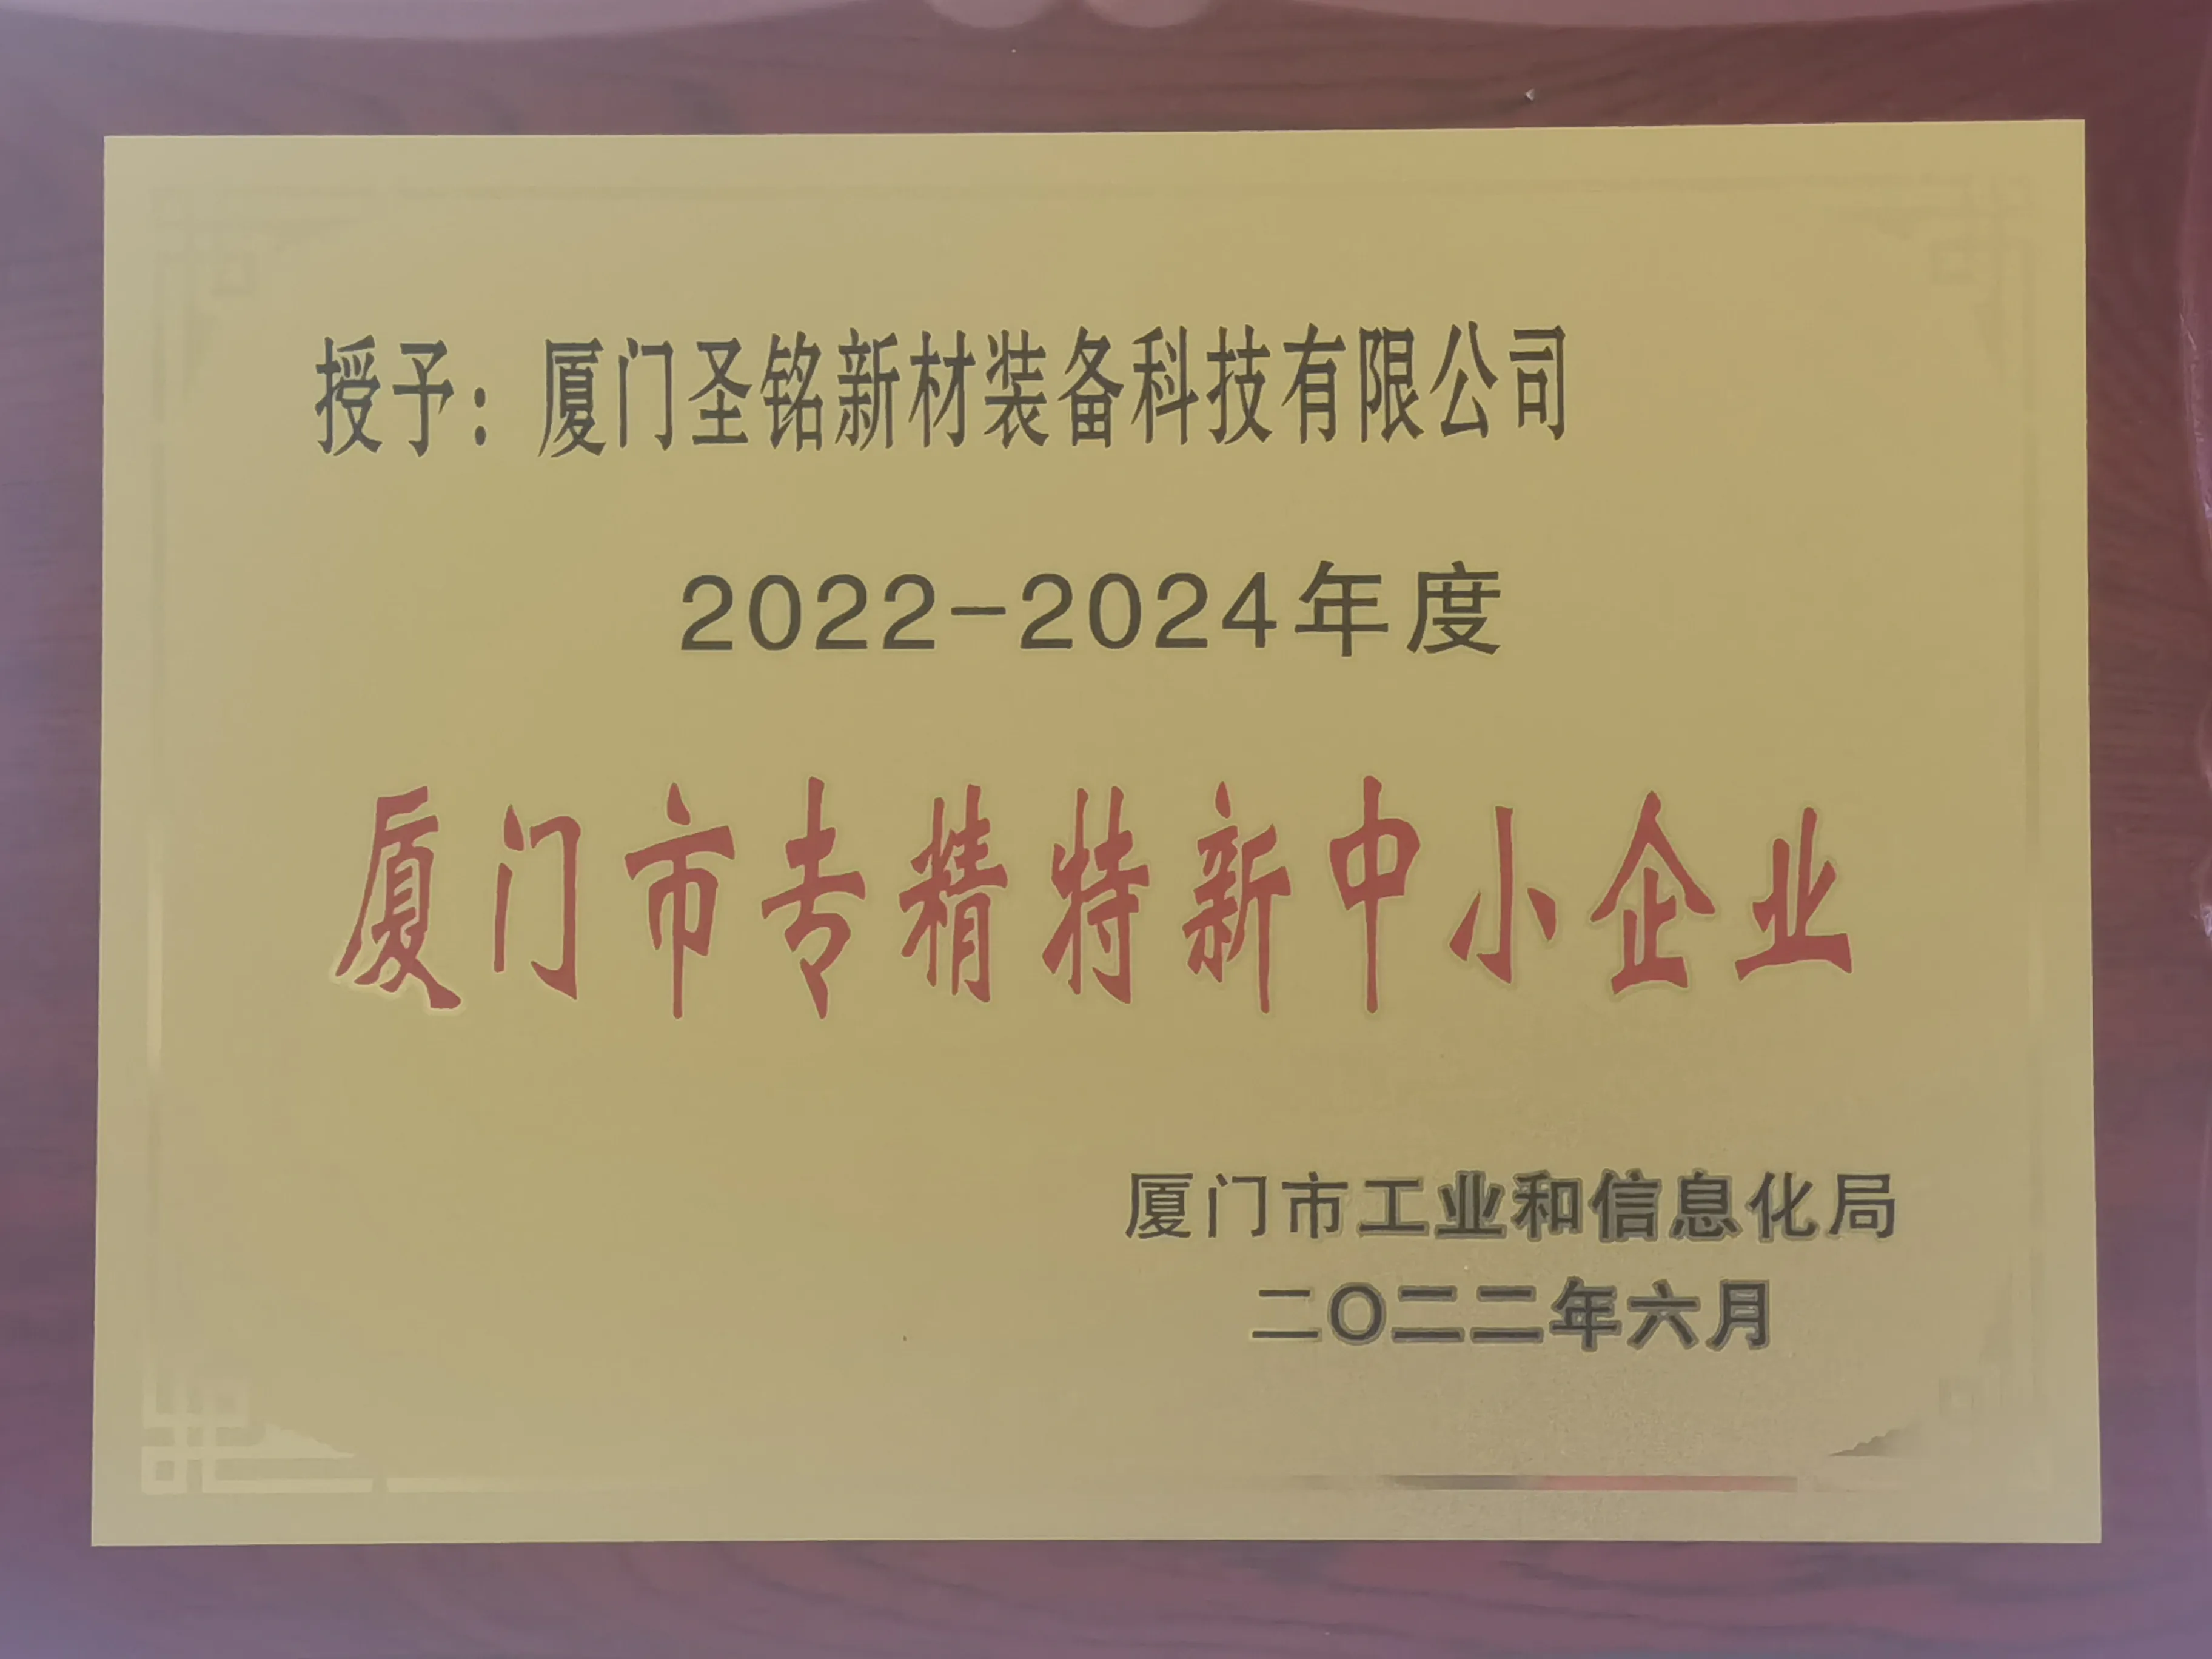 授予：厦门圣铭新材装备科技有限公司
2022-2024年度
厦门市专精特新中小企业
厦门市工业和信息化局
二〇二二年六月